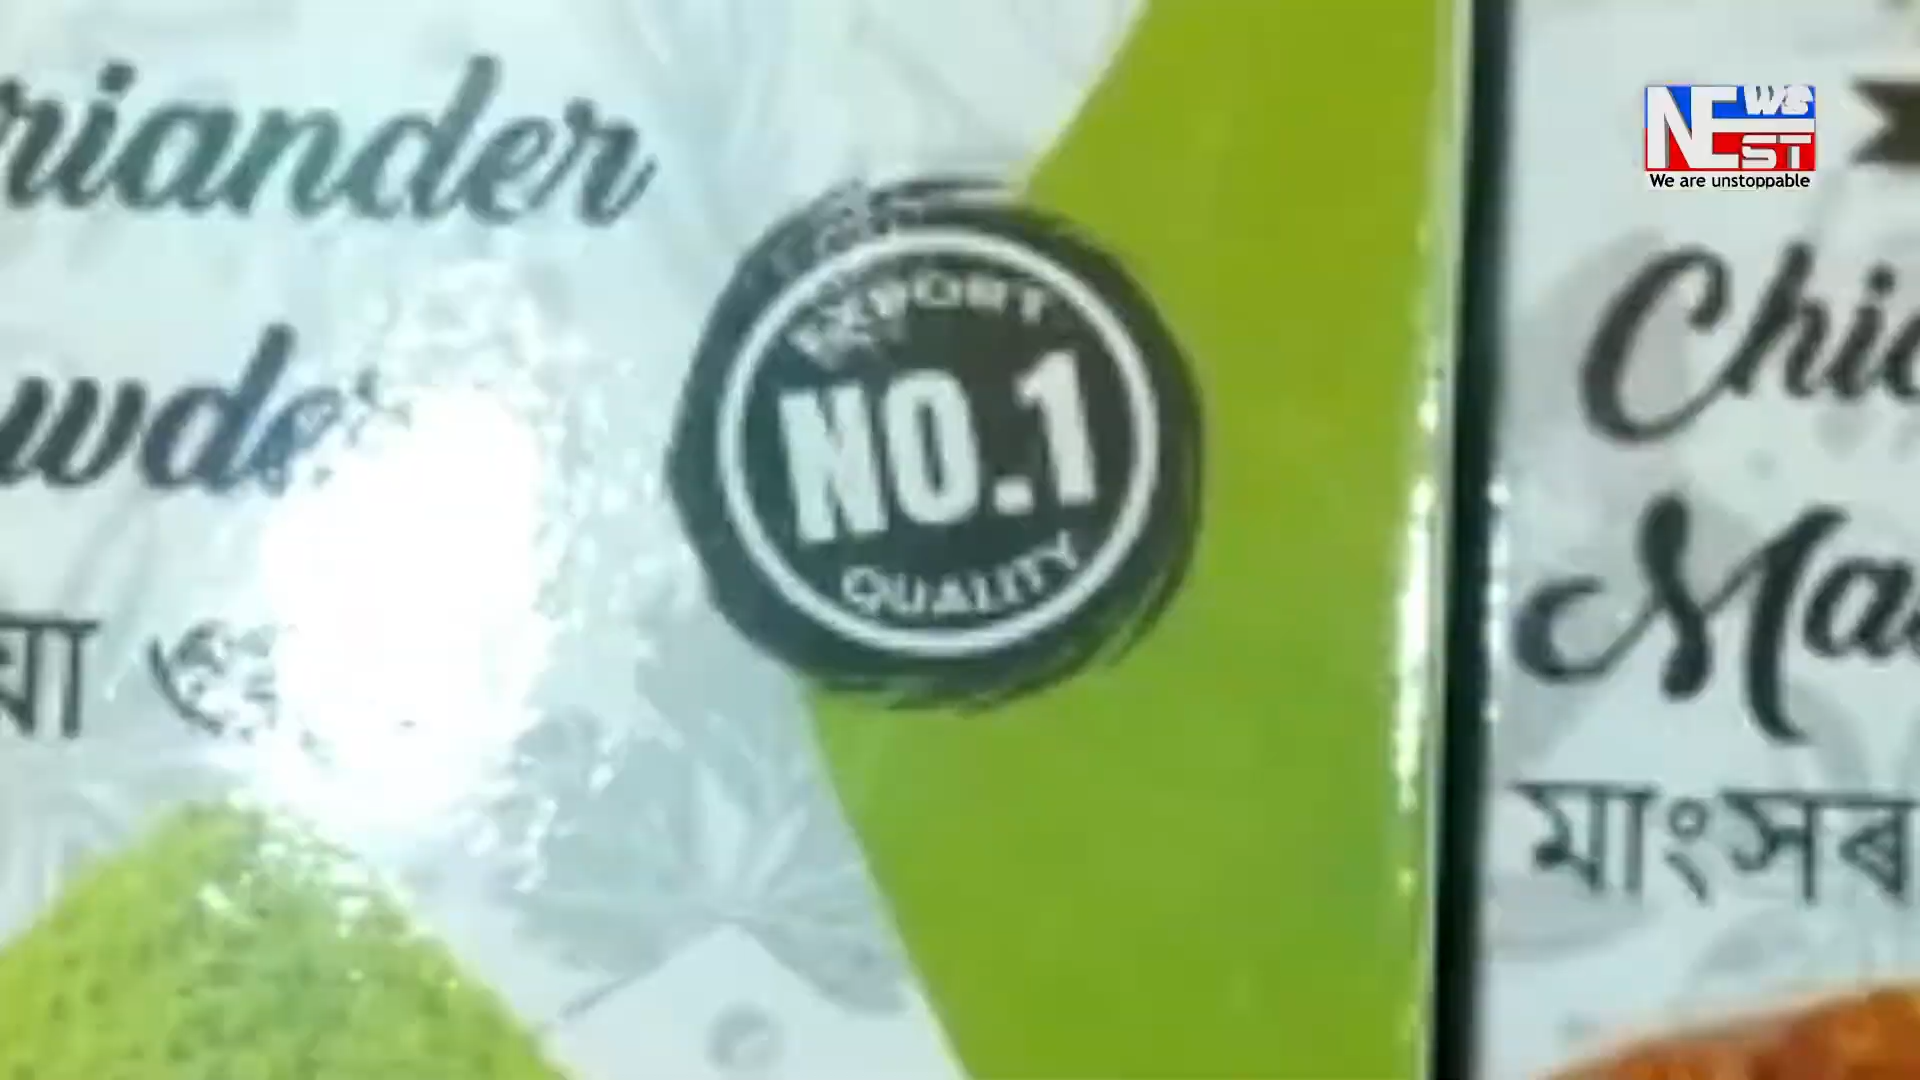 riander
wde
EXPORT
NO.1
QUALITY
NEWS
EST
We are unstoppable
Chic
Ma
মাংসৰ